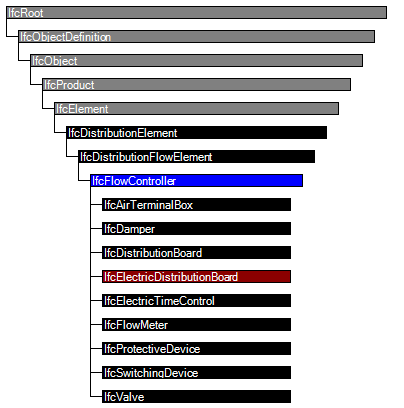 IfcRoot
IfcObjectDefinition
IfcObject
IfcProduct
IfcElement
IfcDistributionElement
IfcDistributionFlowElement
IfcFlowController
IfcAirTerminalBox
IfcDamper
IfcDistributionBoard
IfcElectricDistributionBoard
IfcElectricTimeControl
IfcFlowMeter
IfcProtectiveDevice
IfcSwitchingDevice
IfcValve